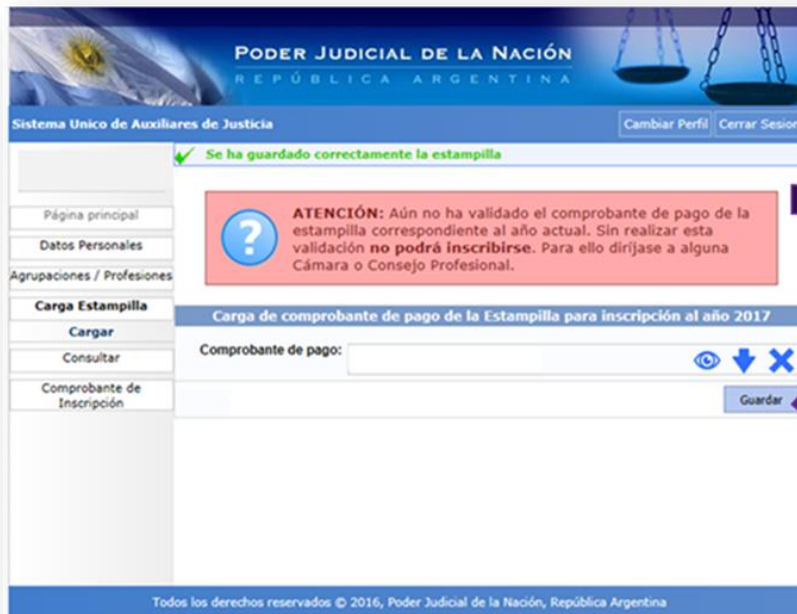 PODER JUDICIAL DE LA NACIÓN
REPÚBLICA ARGENTINA
Sistema Unico de Auxiliares de Justicia
Cambiar Perfil
Cerrar Sesion
Se ha guardado correctamente la estampilla
ATENCIÓN: Aún no ha validado el comprobante de pago de la
estampilla correspondiente al año actual. Sin realizar esta
validación no podrá inscribirse. Para ello diríjase a alguna
Cámara o Consejo Profesional.
Página principal
Datos Personales
Agrupaciones / Profesiones
Carga Estampilla
Cargar
Consultar
Comprobante de
Inscripción
Carga de comprobante de pago de la Estampilla para inscripción al año 2017
Comprobante de pago:
Guardar
Todos los derechos reservados © 2016, Poder Judicial de la Nación, República Argentina